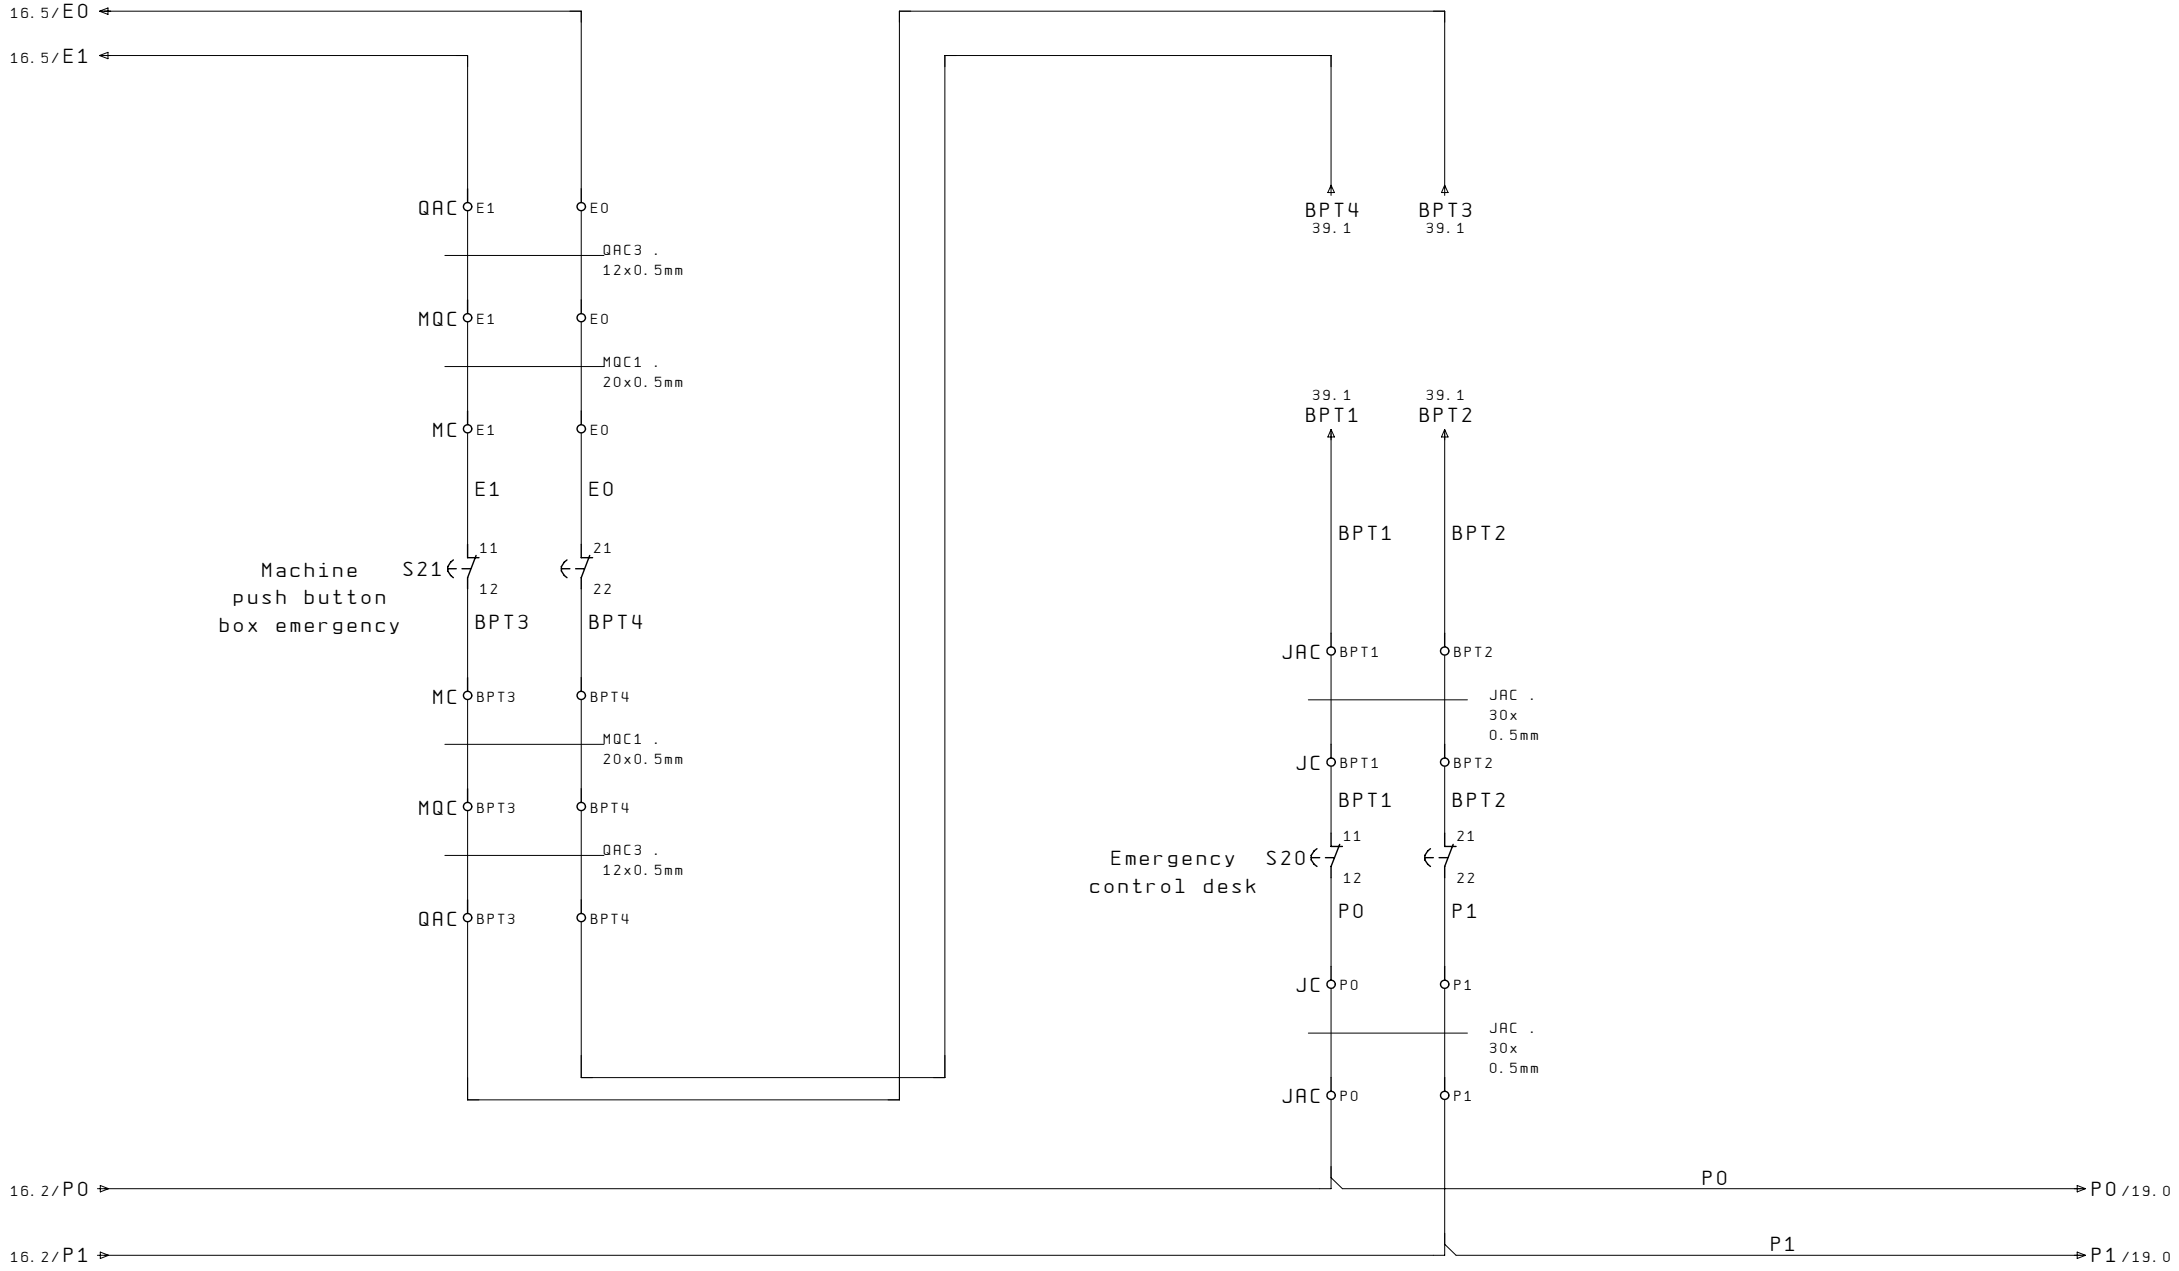 16.5/E0
16.5/E1
QAC E1 E0
BPT4 BPT3
39.1 39.1
QAC3 .
12x0.5mm
MQC E1 E0
MQC1 .
20x0.5mm
39.1 39.1
BPT1 BPT2
MC E1 E0
E1 E0
BPT1 BPT2
11 21
Machine
push button
box emergency
S21
12 22
BPT3 BPT4
JAC BPT1 BPT2
MC BPT3 BPT4
JAC .
30x
0.5mm
MQC1 .
20x0.5mm
JC BPT1 BPT2
MQC BPT3 BPT4
BPT1 BPT2
11 21
QAC3 .
12x0.5mm
Emergency
control desk
S20
12 22
P0 P1
QAC BPT3 BPT4
JC P0 P1
JAC .
30x
0.5mm
JAC P0 P1
P0
16.2/P0
P0/19.0
P1
16.2/P1
P1/19.0